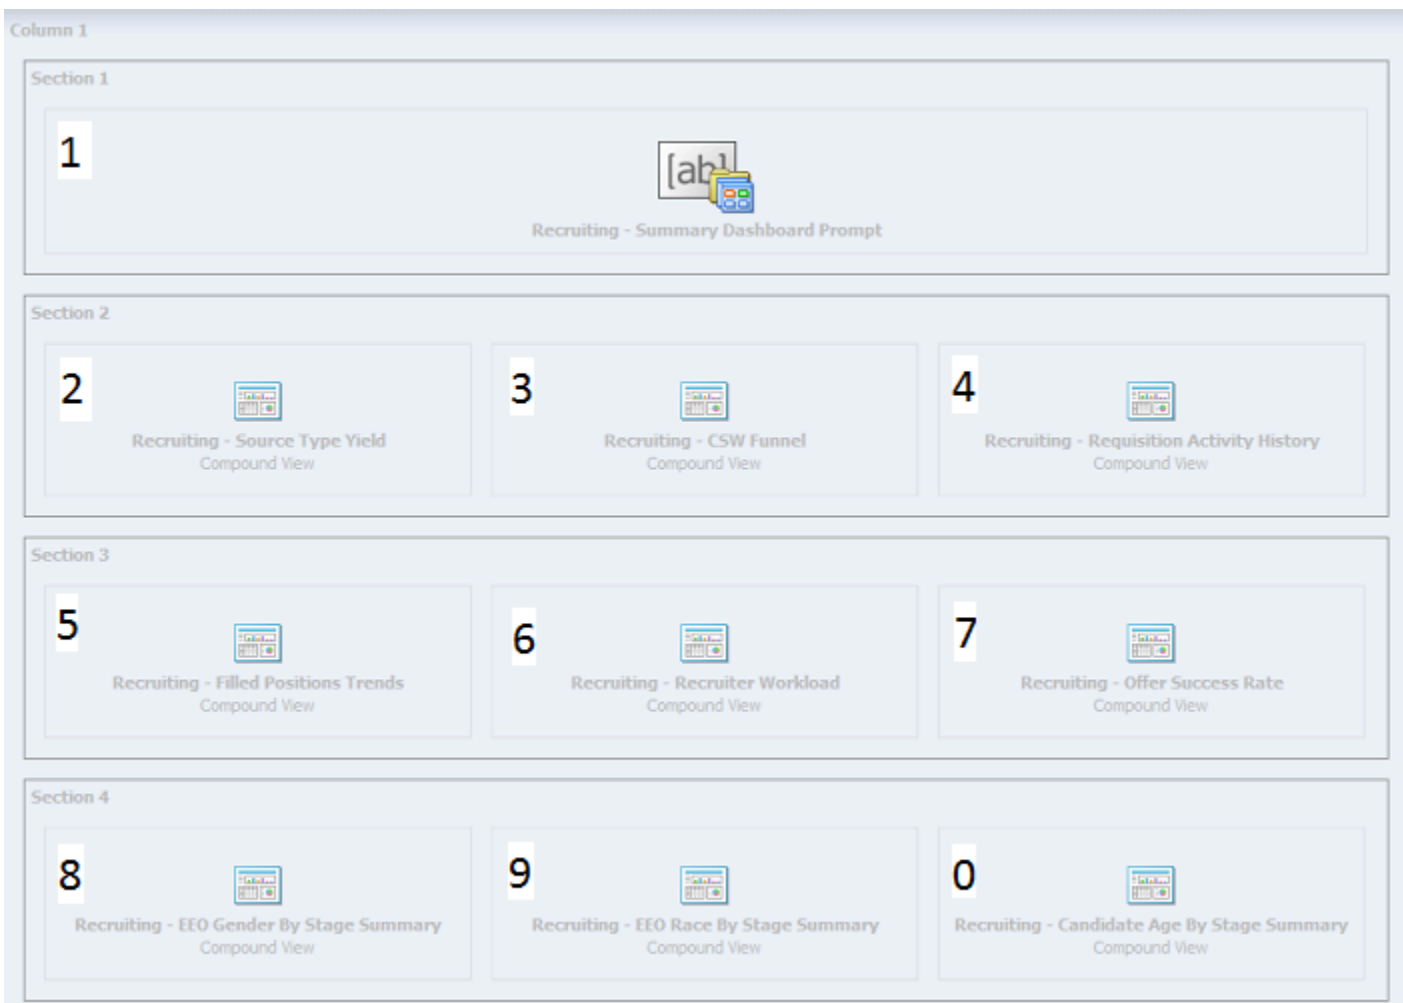 Column 1
Section 1
1
[ab]
Recruiting - Summary Dashboard Prompt
Section 2
2
Recruiting - Source Type Yield
Compound View
3
Recruiting - CSW Funnel
Compound View
4
Recruiting - Requisition Activity History
Compound View
Section 3
5
Recruiting - Filled Positions Trends
Compound View
6
Recruiting - Recruiter Workload
Compound View
7
Recruiting - Offer Success Rate
Compound View
Section 4
8
Recruiting - EEO Gender By Stage Summary
Compound View
9
Recruiting - EEO Race By Stage Summary
Compound View
0
Recruiting - Candidate Age By Stage Summary
Compound View